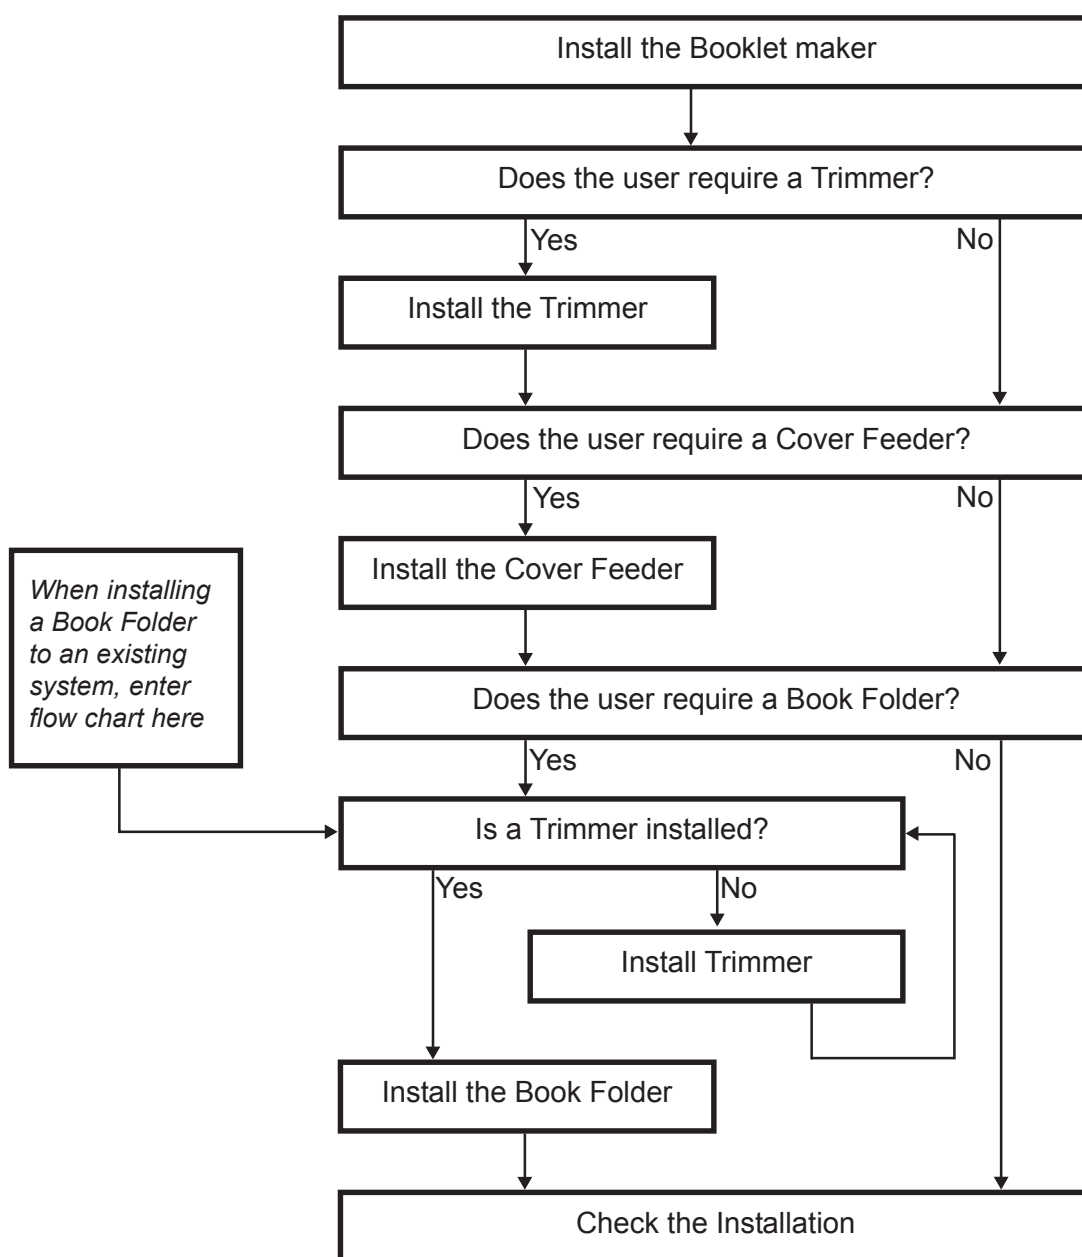 Install the Booklet maker
Does the user require a Trimmer?
Yes
No
Install the Trimmer
Does the user require a Cover Feeder?
Yes
No
Install the Cover Feeder
When installing
a Book Folder
to an existing
system, enter
flow chart here
Does the user require a Book Folder?
Yes
No
Is a Trimmer installed?
Yes
No
Install Trimmer
Install the Book Folder
Check the Installation